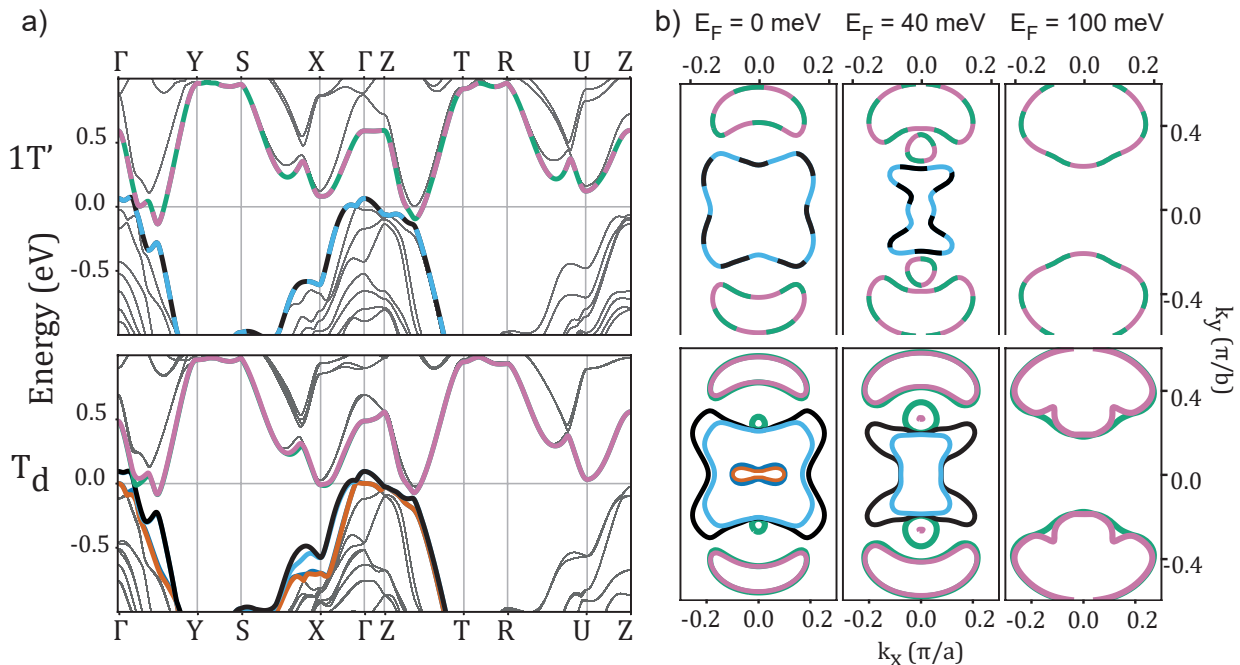 a)
Γ Y S X Γ Z T R U Z
1T'
0.5
0.0
-0.5
Energy (eV)
T_d
0.5
0.0
-0.5
Γ Y S X Γ Z T R U Z
b) E_F = 0 meV E_F = 40 meV E_F = 100 meV
-0.2 0.0 0.2 -0.2 0.0 0.2 -0.2 0.0 0.2
0.4
0.0
-0.4
k_y (π/b)
0.4
0.0
-0.4
-0.2 0.0 0.2 -0.2 0.0 0.2 -0.2 0.0 0.2
k_x (π/a)